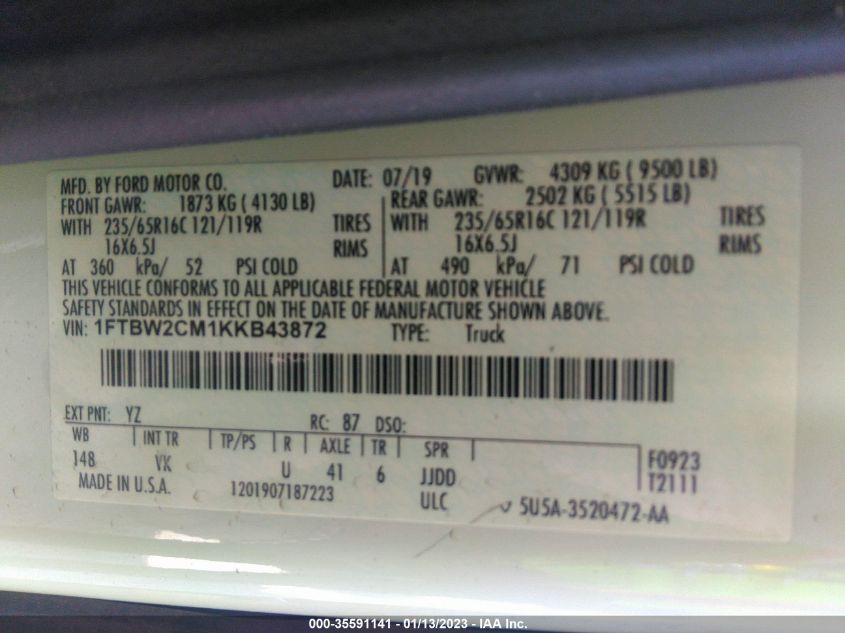 MFD. BY FORD MOTOR CO. DATE: 07/19 GVWR: 4309 KG ( 9500 LB)
FRONT GAWR: 1873 KG ( 4130 LB) REAR GAWR: 2502 KG ( 5515 LB)
WITH 235/65R16C 121/119R TIRES WITH 235/65R16C 121/119R TIRES
16X6.5J RIMS 16X6.5J RIMS
AT 360 kPa/ 52 PSI COLD AT 490 kPa/ 71 PSI COLD
THIS VEHICLE CONFORMS TO ALL APPLICABLE FEDERAL MOTOR VEHICLE
SAFETY STANDARDS IN EFFECT ON THE DATE OF MANUFACTURE SHOWN ABOVE.
VIN: 1FTBW2CM1KKB43872 TYPE: Truck
EXT PNT: YZ RC: 87 DSO:
WB INT TR TP/PS R AXLE TR SPR F0923
148 VK U 41 6 JJDD T2111
MADE IN U.S.A. 1201907187223 ULC 5U5A-3520472-AA
000-35591141 - 01/13/2023 - IAA Inc.